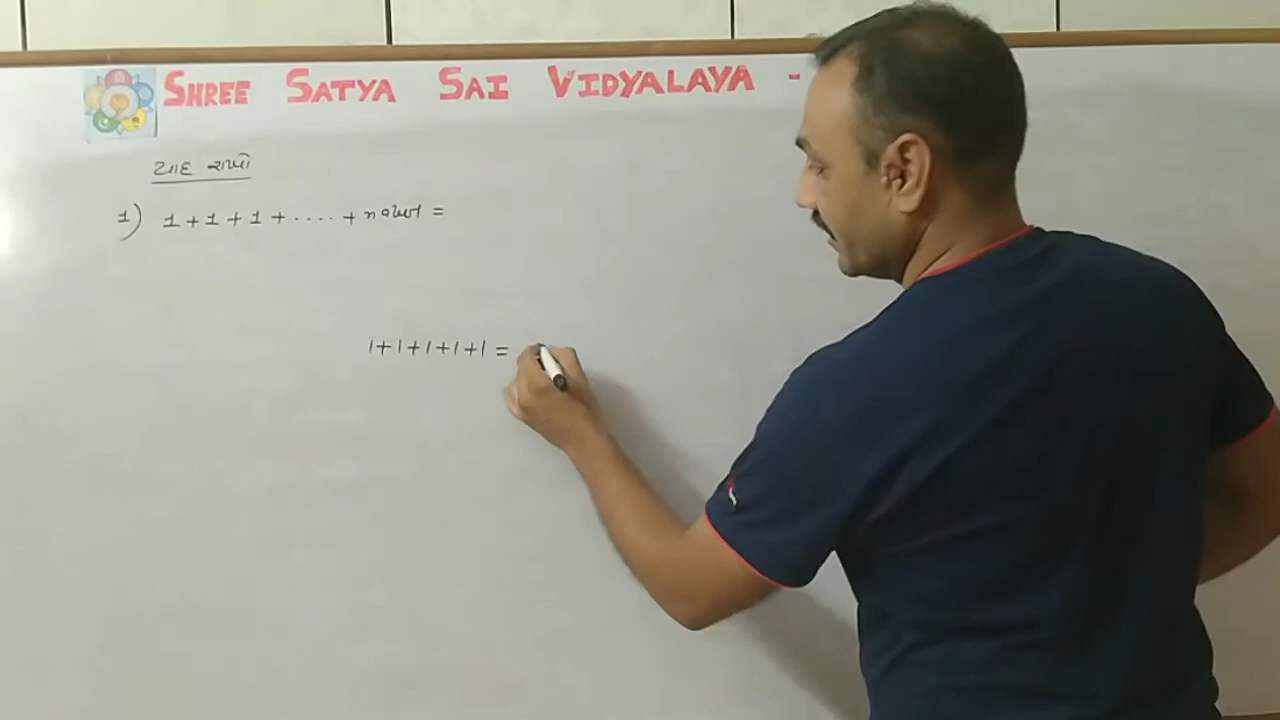 SHREE SATYA SAI VIDYALAYA -
યાદ રાખો
1) 1 + 1 + 1 + .... + n વખત =
1+1+1+1+1 =